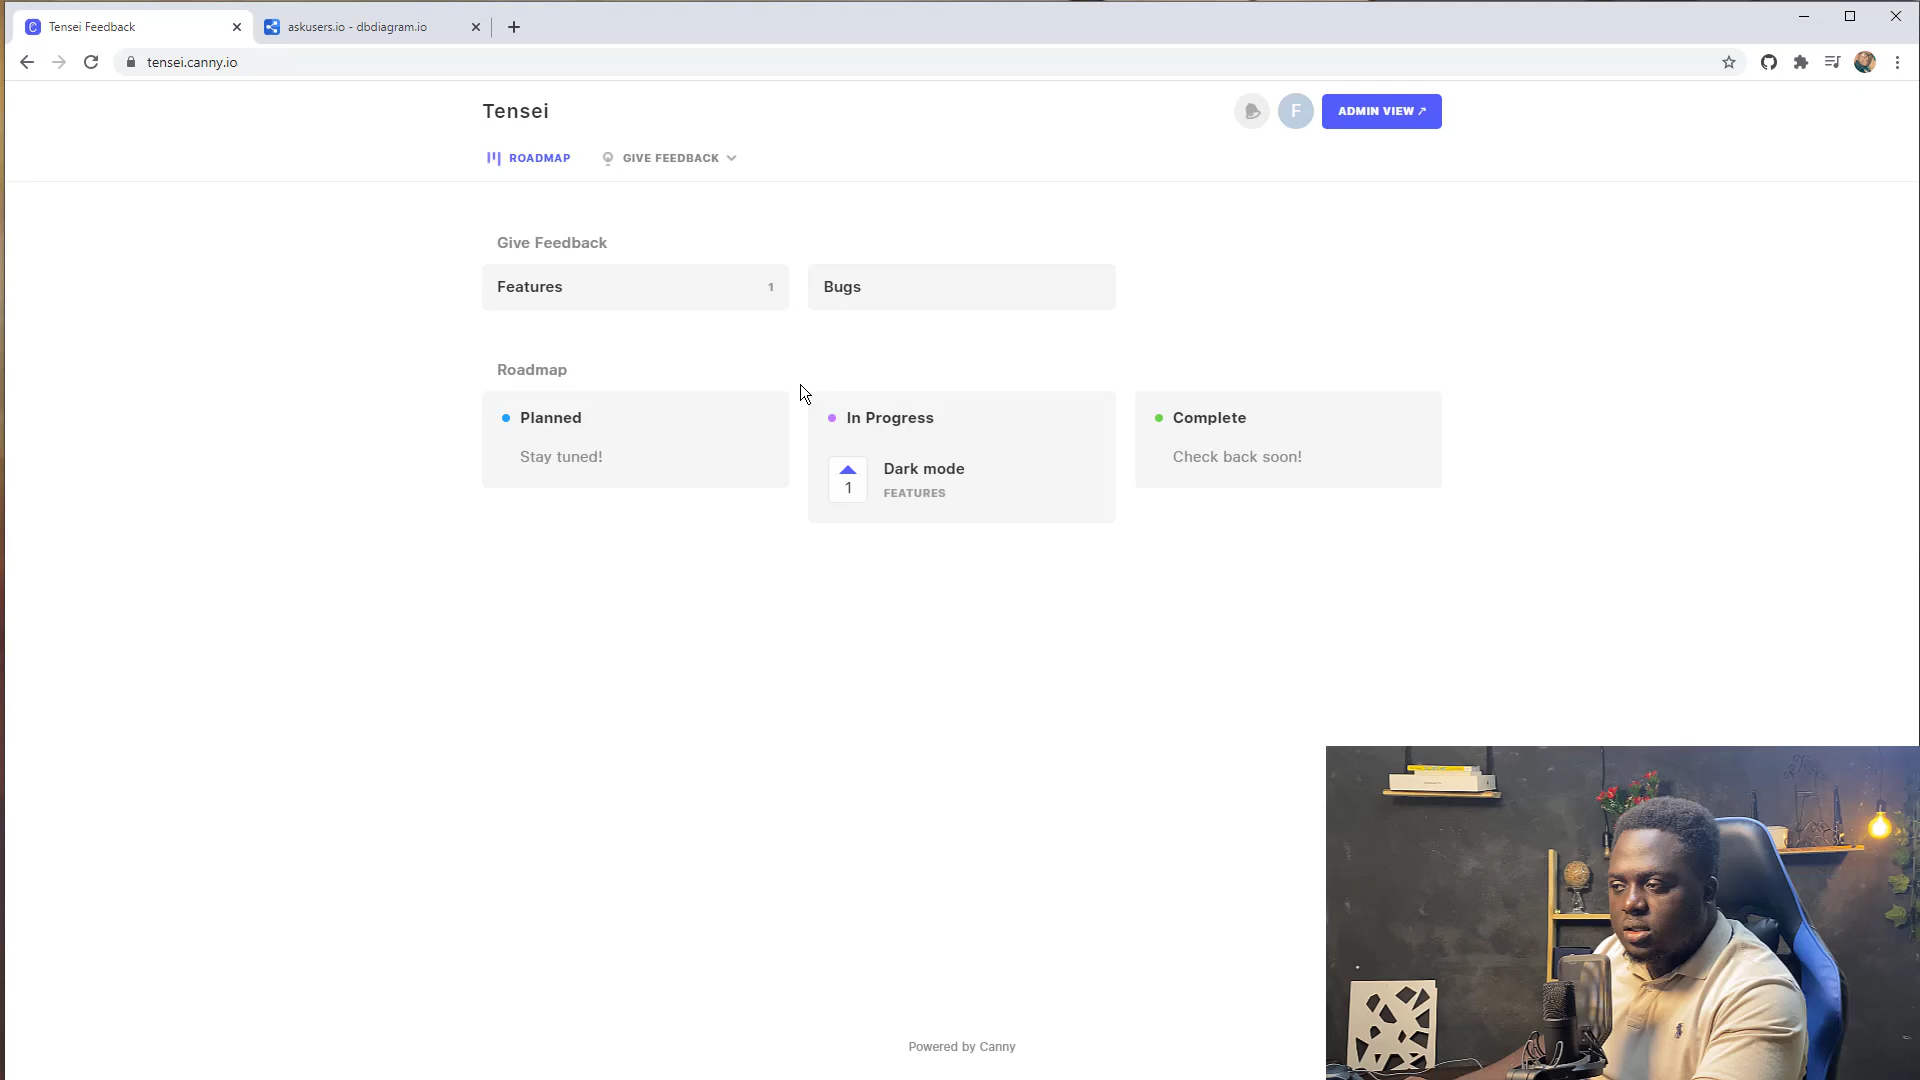 Tensei Feedback
askusers.io - dbdiagram.io
tensei.canny.io
Tensei
F
ADMIN VIEW ↗
ROADMAP
GIVE FEEDBACK
Give Feedback
Features 1
Bugs
Roadmap
Planned
Stay tuned!
In Progress
1
Dark mode
FEATURES
Complete
Check back soon!
Powered by Canny